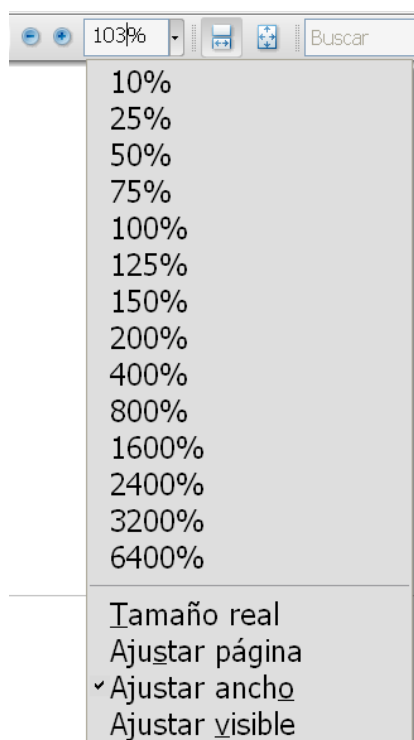 103% Buscar
10%
25%
50%
75%
100%
125%
150%
200%
400%
800%
1600%
2400%
3200%
6400%
Tamaño real
Ajustar página
Ajustar ancho
Ajustar visible